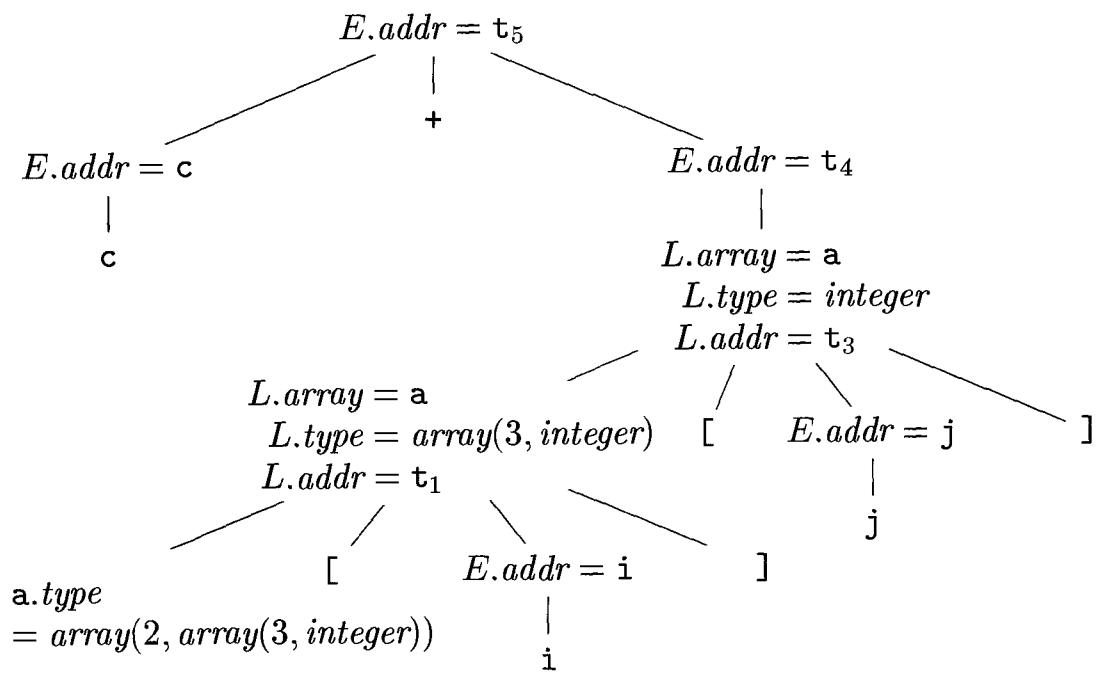 E.addr = t₅
+
E.addr = c
E.addr = t₄
c
L.array = a
L.type = integer
L.addr = t₃
L.array = a
L.type = array(3, integer)
L.addr = t₁
[
E.addr = j
]
j
a.type
= array(2, array(3, integer))
[
E.addr = i
]
i